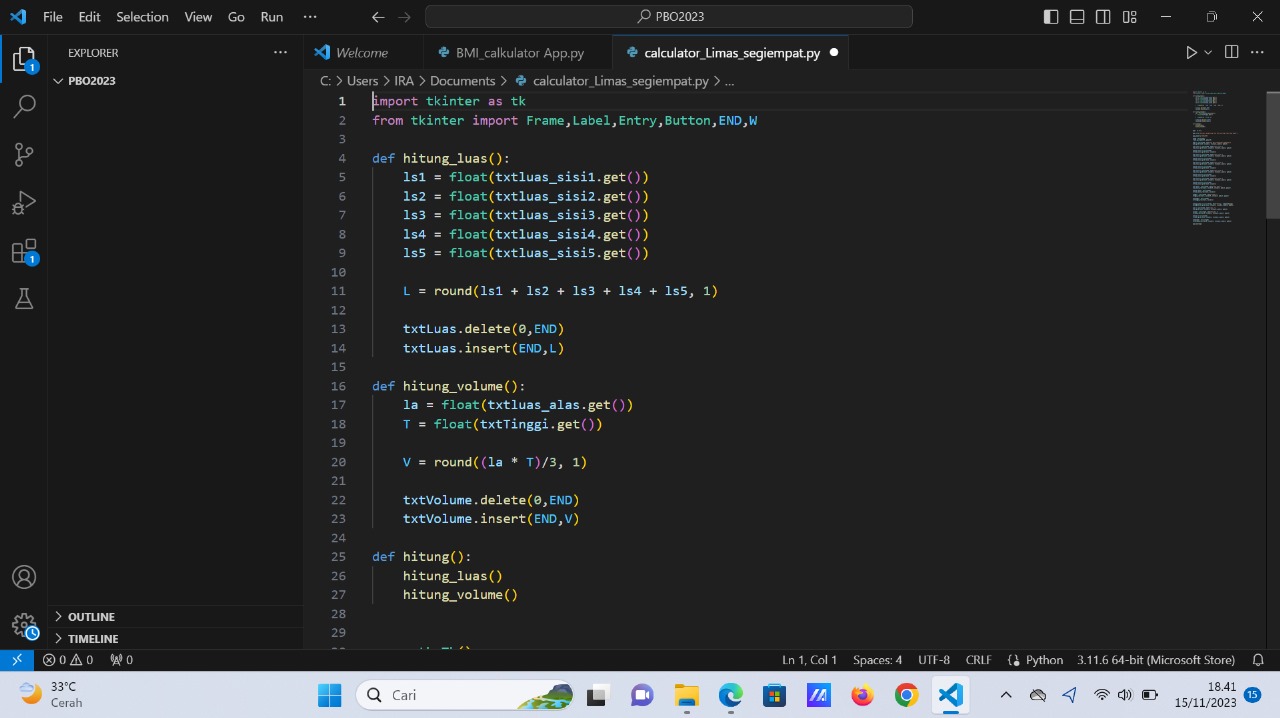 File Edit Selection View Go Run ··· PBO2023
EXPLORER ···
Welcome BMI_calkulator App.py calculator_Limas_segiempat.py
PBO2023
C: > Users > IRA > Documents > calculator_Limas_segiempat.py > ...
1 import tkinter as tk
2 from tkinter import Frame,Label,Entry,Button,END,W
3
4 def hitung_luas():
5 ls1 = float(txtluas_sisi1.get())
6 ls2 = float(txtluas_sisi2.get())
7 ls3 = float(txtluas_sisi3.get())
8 ls4 = float(txtluas_sisi4.get())
9 ls5 = float(txtluas_sisi5.get())
10
11 L = round(ls1 + ls2 + ls3 + ls4 + ls5, 1)
12
13 txtLuas.delete(0,END)
14 txtLuas.insert(END,L)
15
16 def hitung_volume():
17 la = float(txtluas_alas.get())
18 T = float(txtTinggi.get())
19
20 V = round((la * T)/3, 1)
21
22 txtVolume.delete(0,END)
23 txtVolume.insert(END,V)
24
25 def hitung():
26 hitung_luas()
27 hitung_volume()
28
29
1
1
OUTLINE
TIMELINE
0 0 0 Ln 1, Col 1 Spaces: 4 UTF-8 CRLF Python 3.11.6 64-bit (Microsoft Store)
33°C
Cerah
Cari
18.41
15/11/2023
15